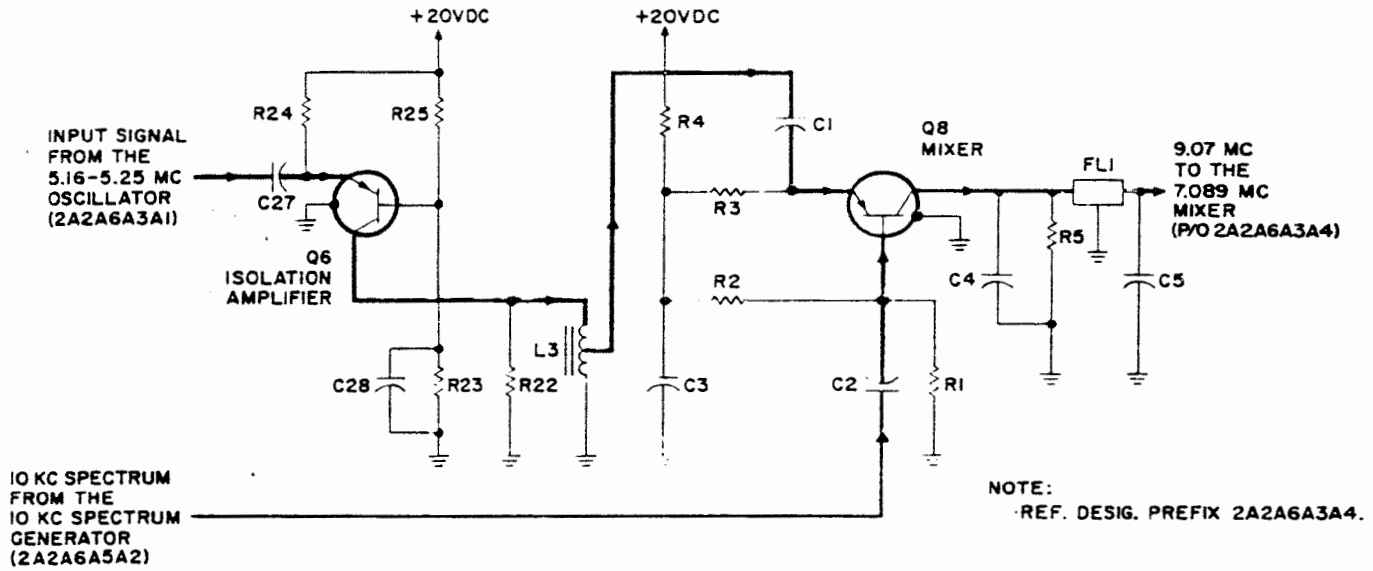 +20VDC
+20VDC
R24
R25
R4
C1
Q8
MIXER
INPUT SIGNAL
FROM THE
5.16-5.25 MC
OSCILLATOR
(2A2A6A3A1)
C27
R3
FL1
9.07 MC
TO THE
7.089 MC
MIXER
(P/O 2A2A6A3A4)
R5
Q6
ISOLATION
AMPLIFIER
R2
C4
C5
L3
C28
R23
R22
C3
C2
R1
10 KC SPECTRUM
FROM THE
10 KC SPECTRUM
GENERATOR
(2A2A6A5A2)
NOTE:
REF. DESIG. PREFIX 2A2A6A3A4.